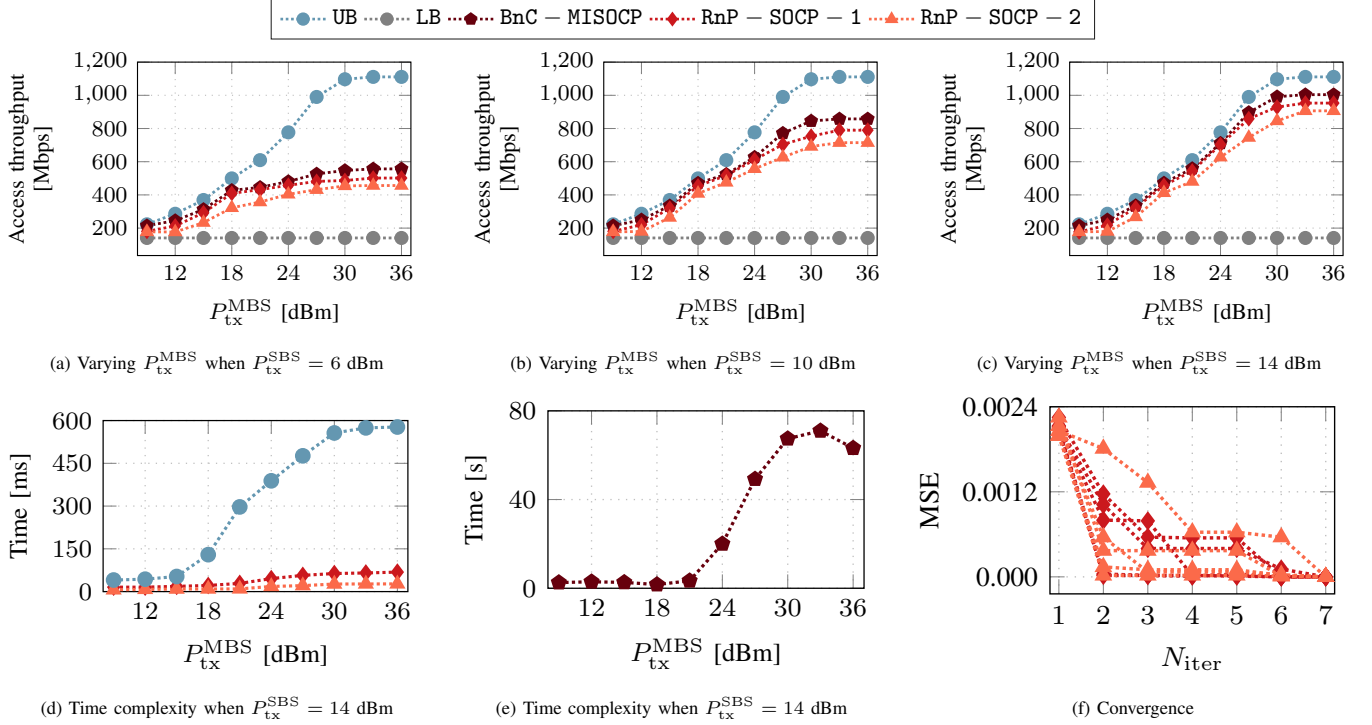 UB LB BnC − MISOCP RnP − SOCP − 1 RnP − SOCP − 2
Access throughput
[Mbps]
1,200
1,000
800
600
400
200
12 18 24 30 36
P_tx^MBS [dBm]
(a) Varying P_tx^MBS when P_tx^SBS = 6 dBm
Access throughput
[Mbps]
1,200
1,000
800
600
400
200
12 18 24 30 36
P_tx^MBS [dBm]
(b) Varying P_tx^MBS when P_tx^SBS = 10 dBm
Access throughput
[Mbps]
1,200
1,000
800
600
400
200
12 18 24 30 36
P_tx^MBS [dBm]
(c) Varying P_tx^MBS when P_tx^SBS = 14 dBm
Time [ms]
600
450
300
150
0
12 18 24 30 36
P_tx^MBS [dBm]
(d) Time complexity when P_tx^SBS = 14 dBm
Time [s]
80
40
0
12 18 24 30 36
P_tx^MBS [dBm]
(e) Time complexity when P_tx^SBS = 14 dBm
MSE
0.0024
0.0012
0.000
1 2 3 4 5 6 7
N_iter
(f) Convergence